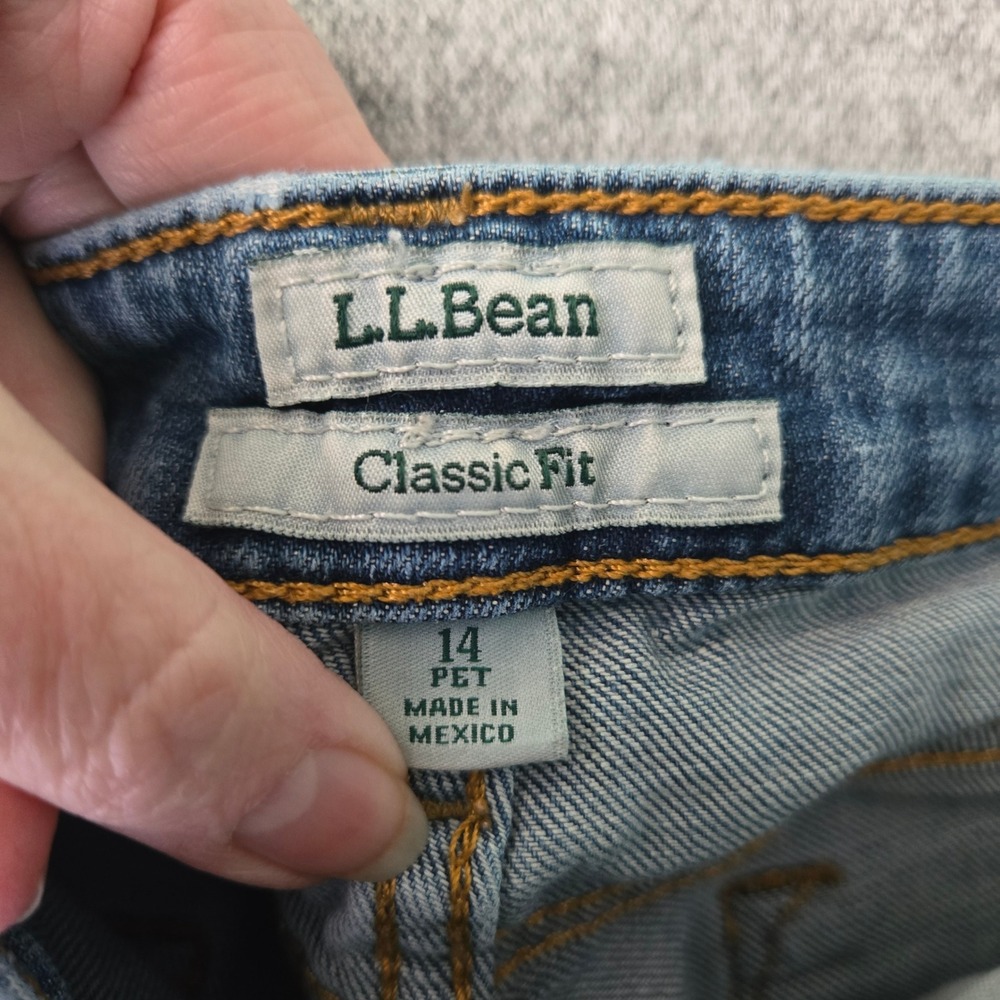 L.L.Bean
Classic Fit
14
PET
MADE IN
MEXICO